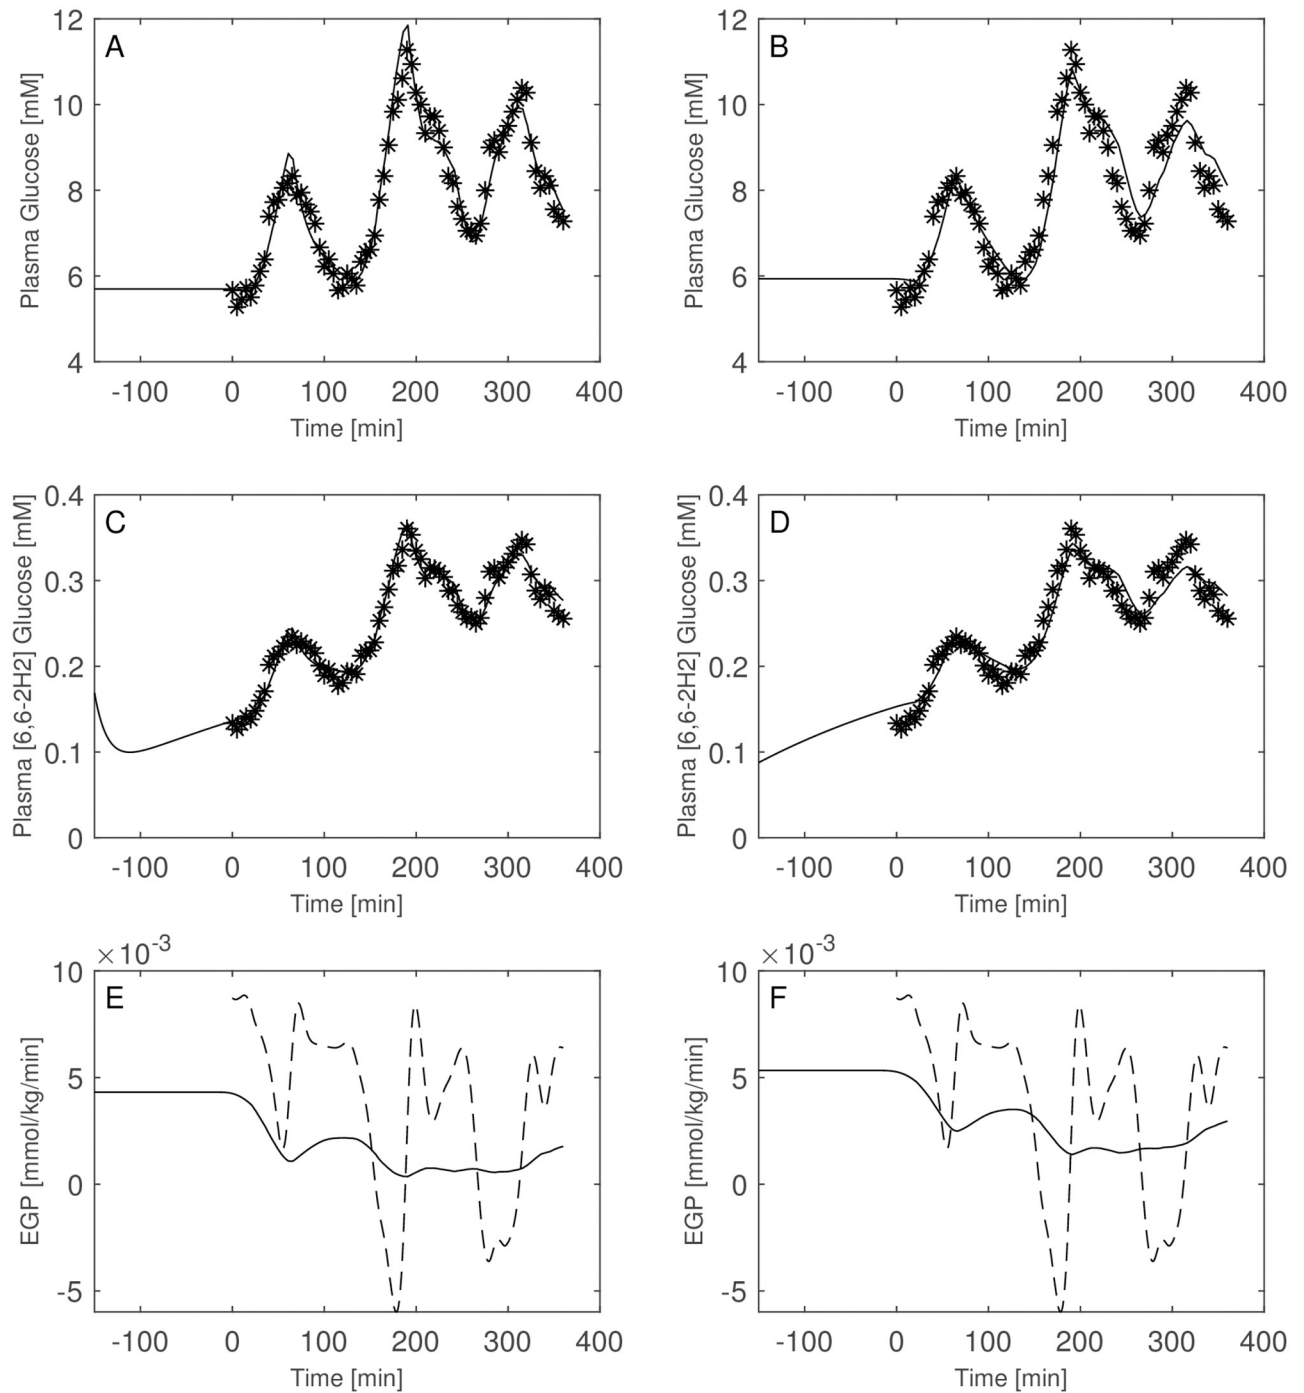 A
Plasma Glucose [mM]
12
10
8
6
4
-100 0 100 200 300 400
Time [min]
B
Plasma Glucose [mM]
12
10
8
6
4
-100 0 100 200 300 400
Time [min]
C
Plasma [6,6-2H2] Glucose [mM]
0.4
0.3
0.2
0.1
0
-100 0 100 200 300 400
Time [min]
D
Plasma [6,6-2H2] Glucose [mM]
0.4
0.3
0.2
0.1
0
-100 0 100 200 300 400
Time [min]
×10-3
E
EGP [mmol/kg/min]
10
5
0
-5
-100 0 100 200 300 400
Time [min]
×10-3
F
EGP [mmol/kg/min]
10
5
0
-5
-100 0 100 200 300 400
Time [min]